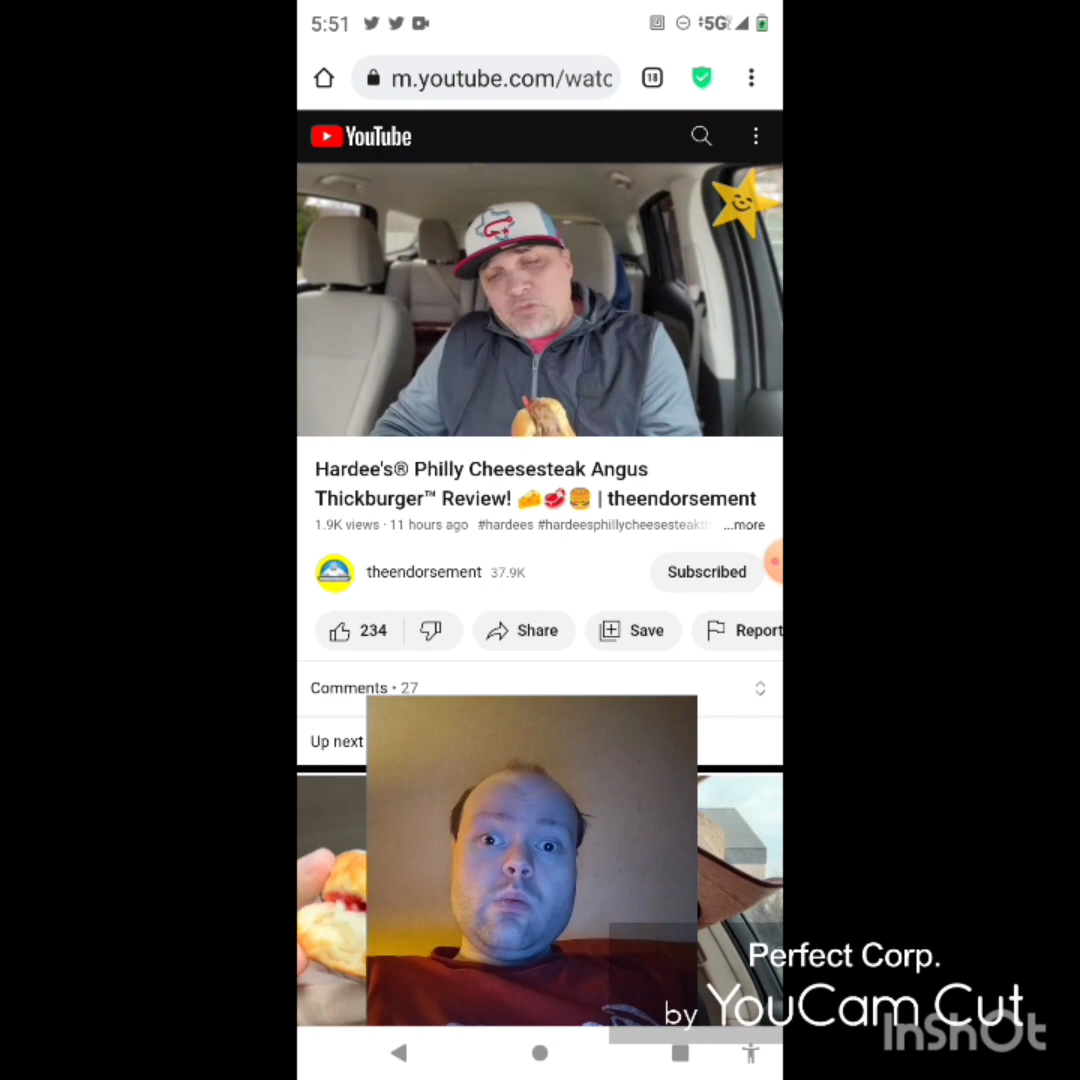 5:51 5G
m.youtube.com/watc 18
YouTube
Hardee's® Philly Cheesesteak Angus
Thickburger™ Review! 🧀🥩🍔 | theendorsement
1.9K views · 11 hours ago #hardees #hardeesphillycheesesteakth ...more
theendorsement 37.9K Subscribed
234 Share Save Report
Comments • 27
Up next
Perfect Corp.
by YouCam Cut
InShOt